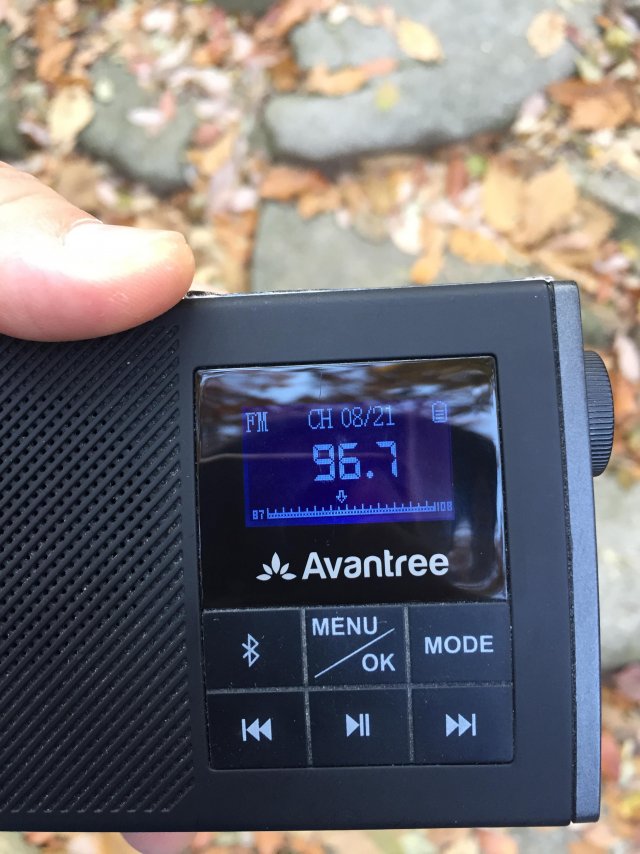 FM CH 08/21
96.7
87 108
Avantree
MENU
OK
MODE